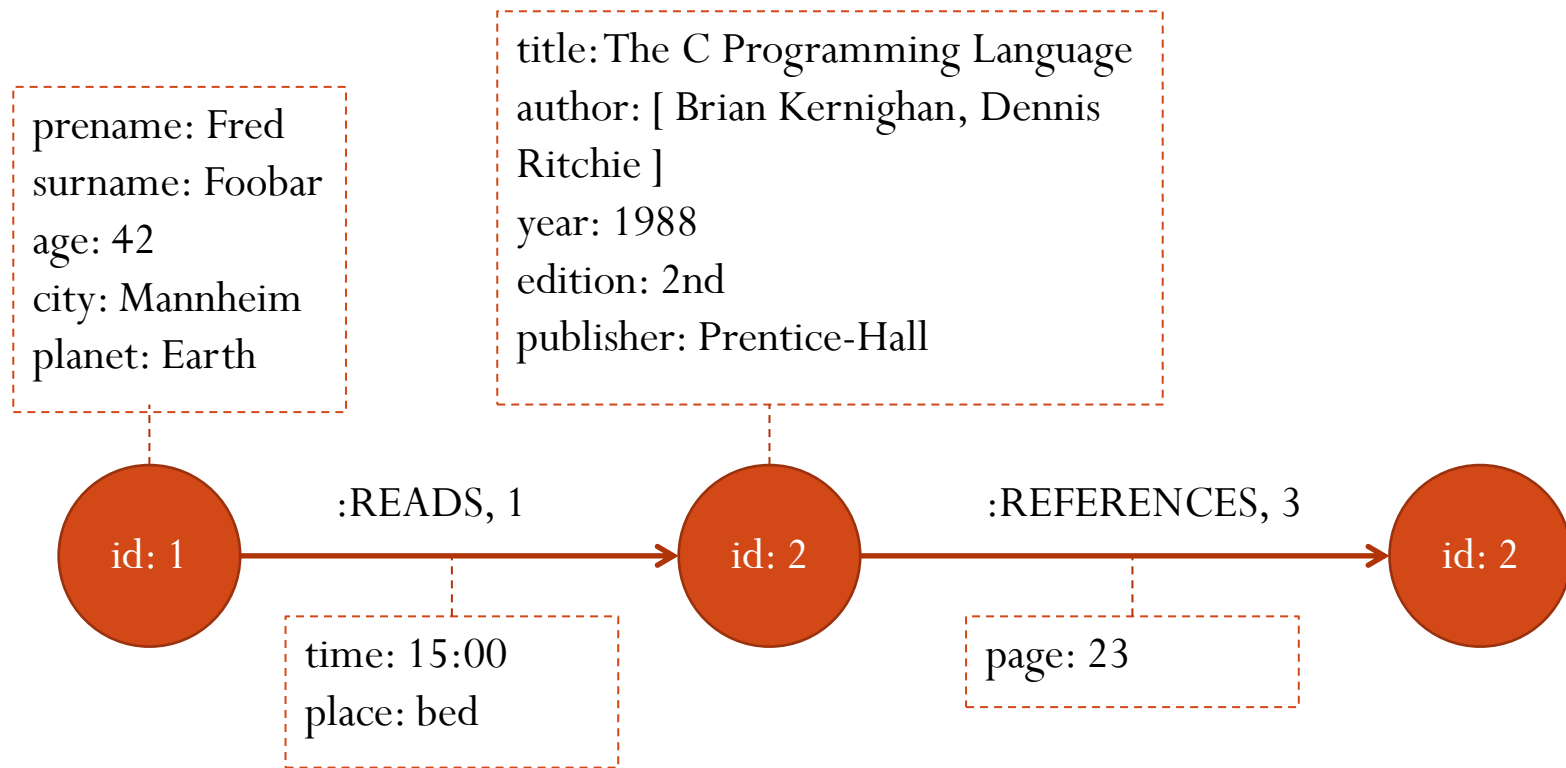 prename: Fred
surname: Foobar
age: 42
city: Mannheim
planet: Earth
title: The C Programming Language
author: [ Brian Kernighan, Dennis
Ritchie ]
year: 1988
edition: 2nd
publisher: Prentice-Hall
id: 1
:READS, 1
id: 2
:REFERENCES, 3
id: 2
time: 15:00
place: bed
page: 23